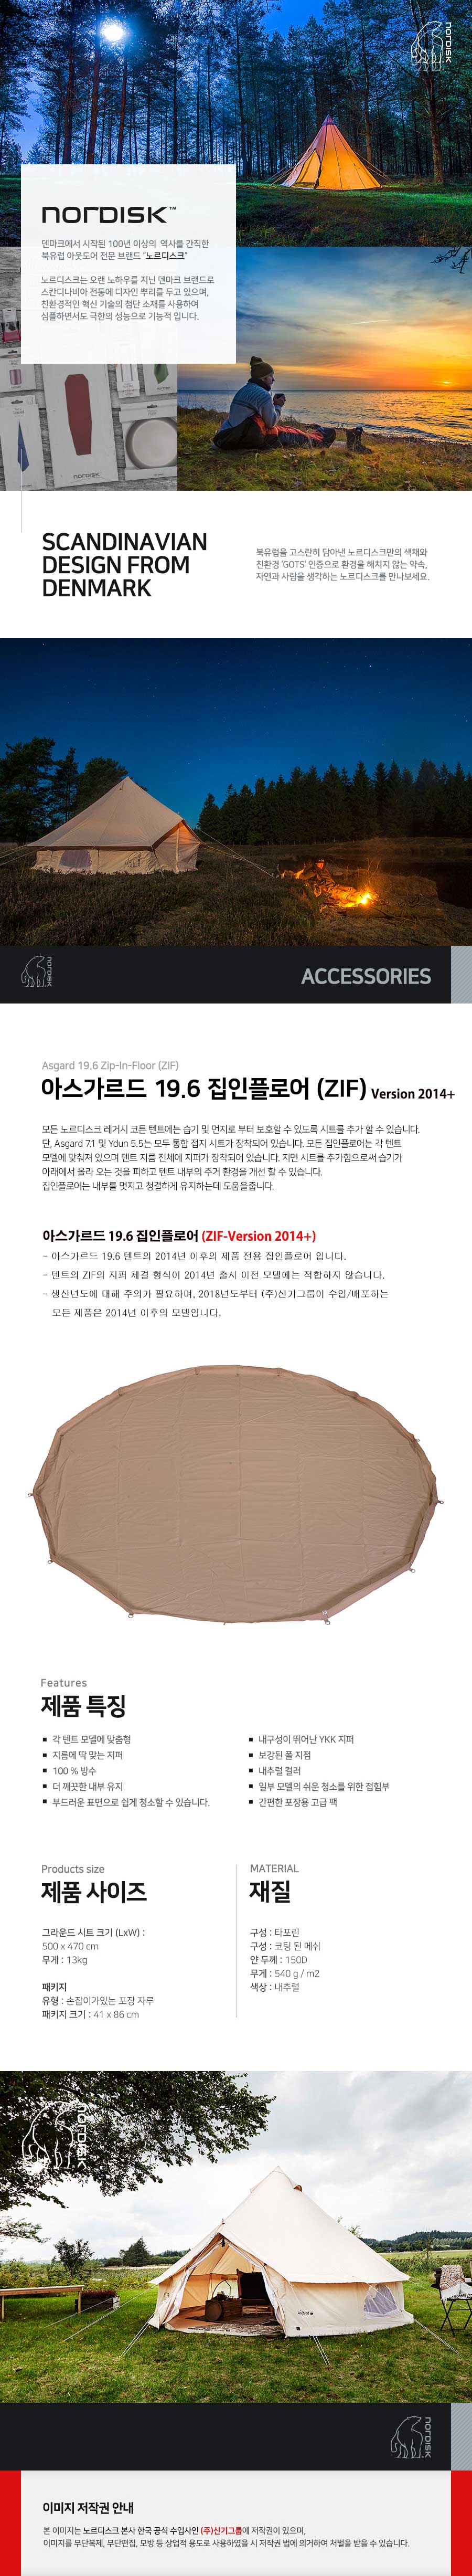 NORDISK
NORDISK™
덴마크에서 시작된 100년 이상의 역사를 간직한
북유럽 아웃도어 전문 브랜드 "노르디스크"
노르디스크는 오랜 노하우를 지닌 덴마크 브랜드로
스칸디나비아 전통에 디자인 뿌리를 두고 있으며,
친환경적인 혁신 기술의 첨단 소재를 사용하여
심플하면서도 극한의 성능으로 기능적 입니다.
NORDISK
SCANDINAVIAN
DESIGN FROM
DENMARK
북유럽을 고스란히 담아낸 노르디스크만의 색채와
친환경 'GOTS' 인증으로 환경을 해치지 않는 약속,
자연과 사람을 생각하는 노르디스크를 만나보세요.
NORDISK
ACCESSORIES
Asgard 19.6 Zip-In-Floor (ZIF)
아스가르드 19.6 집인플로어 (ZIF) Version 2014+
모든 노르디스크 레거시 코튼 텐트에는 습기 및 먼지로 부터 보호할 수 있도록 시트를 추가 할 수 있습니다.
단, Asgard 7.1 및 Ydun 5.5는 모두 통합 접지 시트가 장착되어 있습니다. 모든 집인플로어는 각 텐트
모델에 맞춰져 있으며 텐트 지름 전체에 지퍼가 장착되어 있습니다. 지면 시트를 추가함으로써 습기가
아래에서 올라 오는 것을 피하고 텐트 내부의 주거 환경을 개선 할 수 있습니다.
집인플로어는 내부를 멋지고 청결하게 유지하는데 도움을줍니다.
아스가르드 19.6 집인플로어 (ZIF-Version 2014+)
- 아스가르드 19.6 텐트의 2014년 이후의 제품 전용 집인플로어 입니다.
- 텐트의 ZIF의 지퍼 체결 형식이 2014년 출시 이전 모델에는 적합하지 않습니다.
- 생산년도에 대해 주의가 필요하며, 2018년도부터 (주)신기그룹이 수입/배포하는
모든 제품은 2014년 이후의 모델입니다.
Features
제품 특징
■ 각 텐트 모델에 맞춤형
■ 지름에 딱 맞는 지퍼
■ 100 % 방수
■ 더 깨끗한 내부 유지
■ 부드러운 표면으로 쉽게 청소할 수 있습니다.
■ 내구성이 뛰어난 YKK 지퍼
■ 보강된 폴 지점
■ 내추럴 컬러
■ 일부 모델의 쉬운 청소를 위한 접힘부
■ 간편한 포장용 고급 팩
Products size
제품 사이즈
그라운드 시트 크기 (LxW) :
500 x 470 cm
무게 : 13kg
패키지
유형 : 손잡이가있는 포장 자루
패키지 크기 : 41 x 86 cm
MATERIAL
재질
구성 : 타포린
구성 : 코팅 된 메쉬
얀 두께 : 150D
무게 : 540 g / m2
색상 : 내추럴
NORDISK
NORDISK
이미지 저작권 안내
본 이미지는 노르디스크 본사 한국 공식 수입사인 (주)신기그룹에 저작권이 있으며,
이미지를 무단복제, 무단편집, 모방 등 상업적 용도로 사용하였을 시 저작권 법에 의거하여 처벌을 받을 수 있습니다.